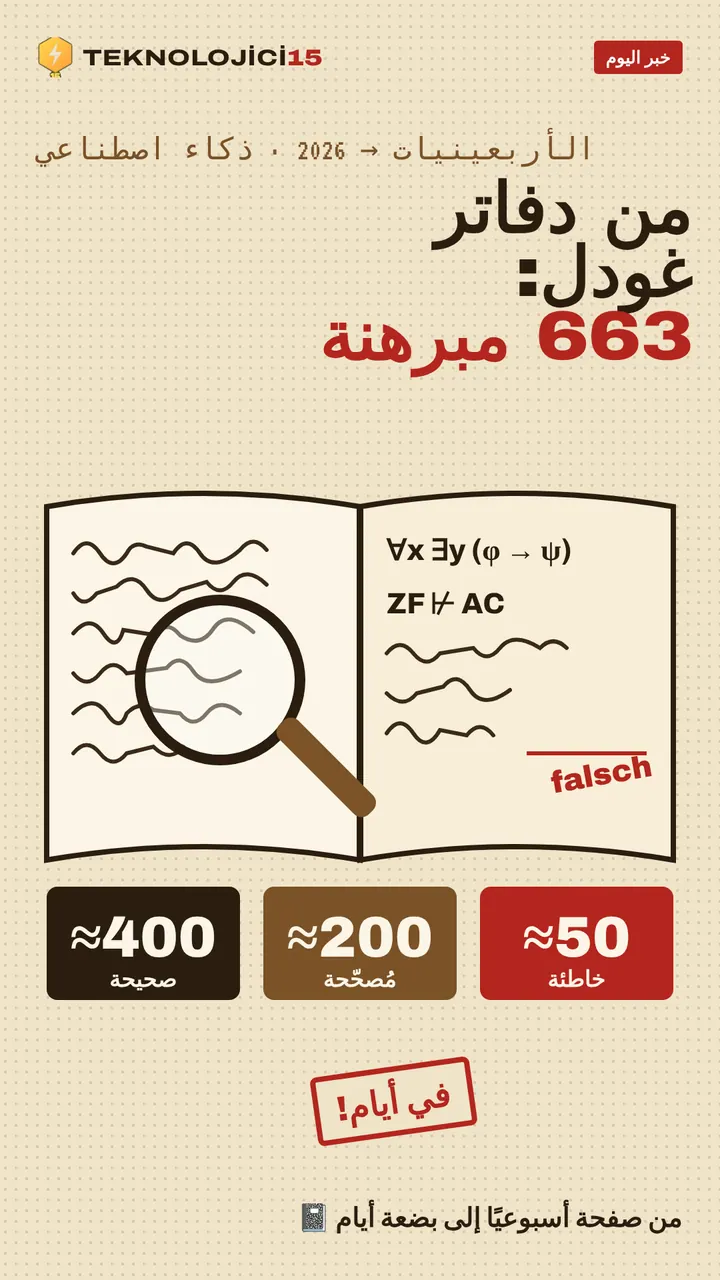 TEKNOLOJİCİ15
خبر اليوم
الأربعينيات → 2026 · ذكاء اصطناعي
من دفاتر
غودل:
663 مبرهنة
∀x ∃y (φ → ψ)
ZF ⊬ AC
falsch
≈400
صحيحة
≈200
مُصحّحة
≈50
خاطئة
في أيام!
من صفحة أسبوعيًا إلى بضعة أيام 📓